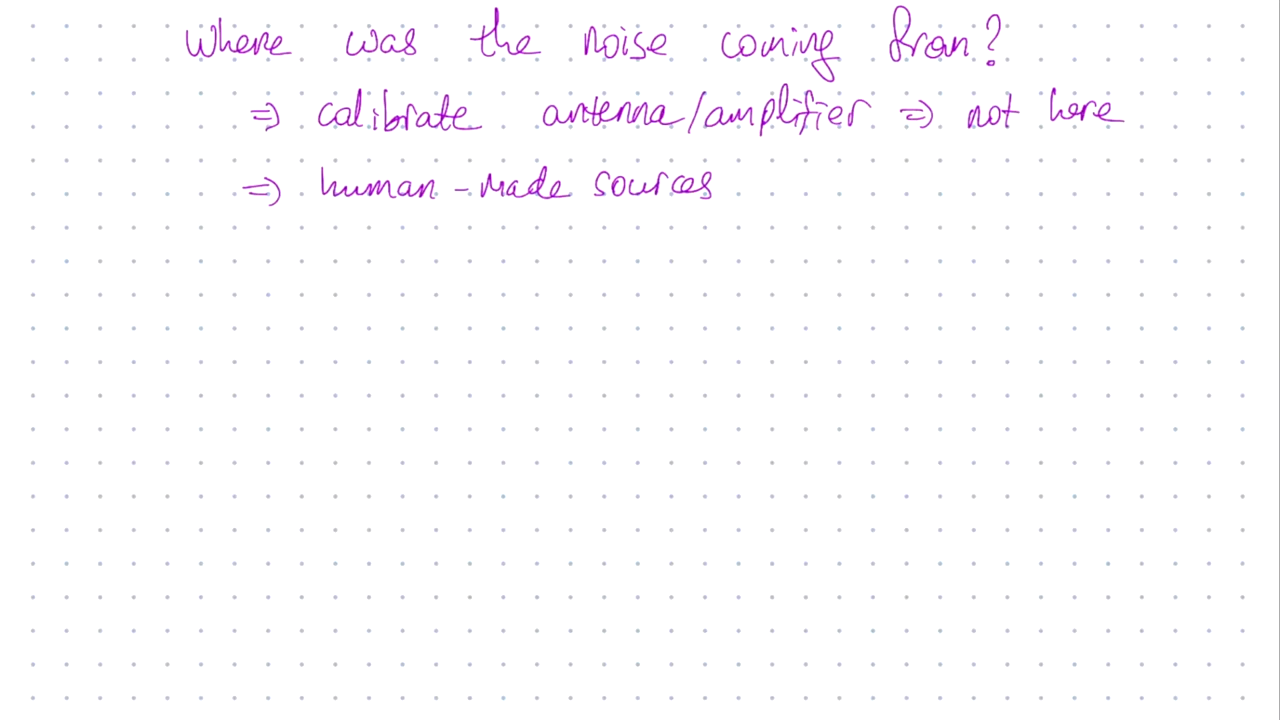 Where was the noise coming from?
⇒ calibrate antenna/amplifier ⇒ not here
⇒ human-made sources